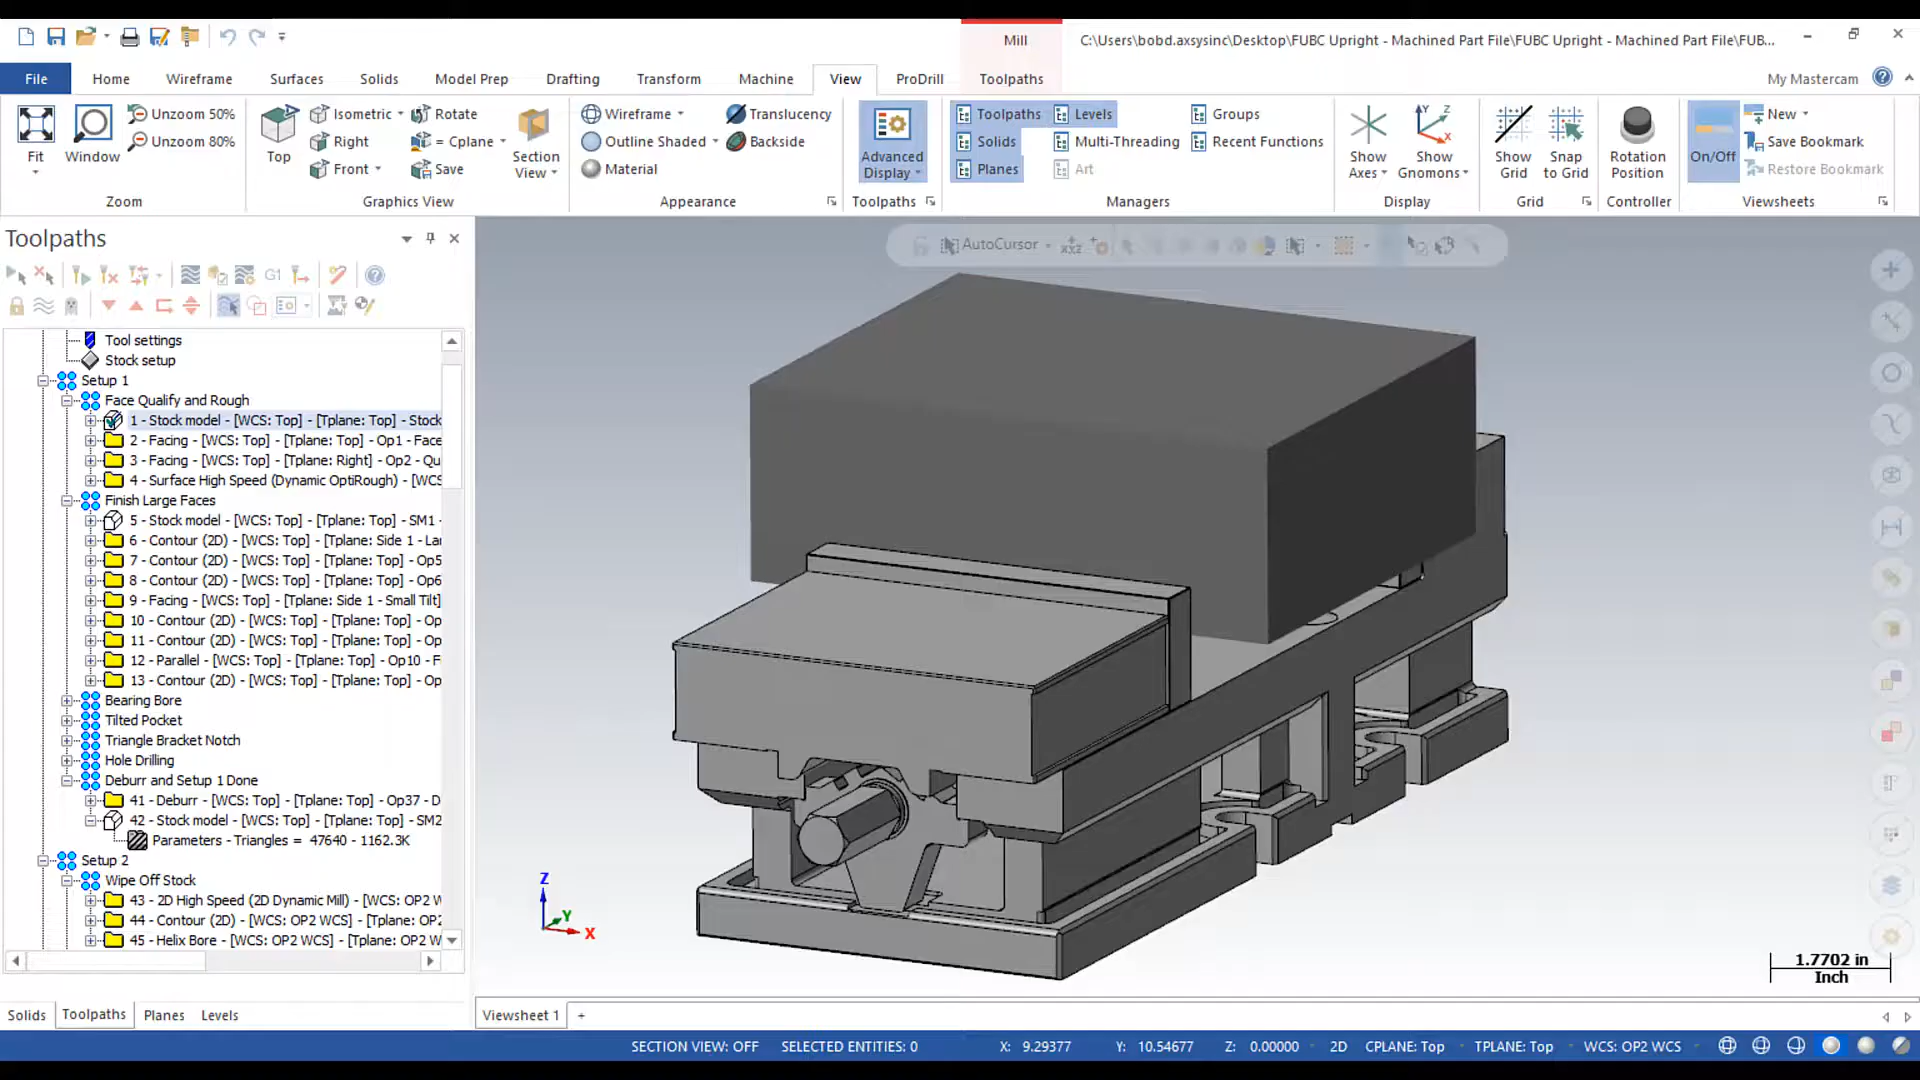 Mill
C:\Users\bobd.axsysinc\Desktop\FUBC Upright - Machined Part File\FUBC Upright - Machined Part File\FUB...
File Home Wireframe Surfaces Solids Model Prep Drafting Transform Machine View ProDrill Toolpaths My Mastercam
Fit Window Unzoom 50% Unzoom 80%
Zoom
Top Isometric Right Front Rotate = Cplane Save Section View
Graphics View
Wireframe Outline Shaded Material Translucency Backside
Appearance
Advanced Display
Toolpaths
Toolpaths Levels Groups
Solids Multi-Threading Recent Functions
Planes Art
Managers
Show Axes Show Gnomons
Display
Show Grid Snap to Grid
Grid
Rotation Position
Controller
On/Off New Save Bookmark Restore Bookmark
Viewsheets
Toolpaths
G1
AutoCursor
XYZ
Tool settings
Stock setup
Setup 1
Face Qualify and Rough
1 - Stock model - [WCS: Top] - [Tplane: Top] - Stock
2 - Facing - [WCS: Top] - [Tplane: Top] - Op1 - Face
3 - Facing - [WCS: Top] - [Tplane: Right] - Op2 - Qu
4 - Surface High Speed (Dynamic OptiRough) - [WCS
Finish Large Faces
5 - Stock model - [WCS: Top] - [Tplane: Top] - SM1 -
6 - Contour (2D) - [WCS: Top] - [Tplane: Side 1 - Lar
7 - Contour (2D) - [WCS: Top] - [Tplane: Top] - Op5
8 - Contour (2D) - [WCS: Top] - [Tplane: Top] - Op6
9 - Facing - [WCS: Top] - [Tplane: Side 1 - Small Tilt]
10 - Contour (2D) - [WCS: Top] - [Tplane: Top] - Op
11 - Contour (2D) - [WCS: Top] - [Tplane: Top] - Op
12 - Parallel - [WCS: Top] - [Tplane: Top] - Op10 - F
13 - Contour (2D) - [WCS: Top] - [Tplane: Top] - Op
Bearing Bore
Tilted Pocket
Triangle Bracket Notch
Hole Drilling
Deburr and Setup 1 Done
41 - Deburr - [WCS: Top] - [Tplane: Top] - Op37 - D
42 - Stock model - [WCS: Top] - [Tplane: Top] - SM2
Parameters - Triangles = 47640 - 1162.3K
Setup 2
Wipe Off Stock
43 - 2D High Speed (2D Dynamic Mill) - [WCS: OP2 W
44 - Contour (2D) - [WCS: OP2 WCS] - [Tplane: OP2
45 - Helix Bore - [WCS: OP2 WCS] - [Tplane: OP2 W
Z
Y
X
1.7702 in
Inch
Solids Toolpaths Planes Levels
Viewsheet 1 +
SECTION VIEW: OFF SELECTED ENTITIES: 0 X: 9.29377 Y: 10.54677 Z: 0.00000 2D CPLANE: Top TPLANE: Top WCS: OP2 WCS